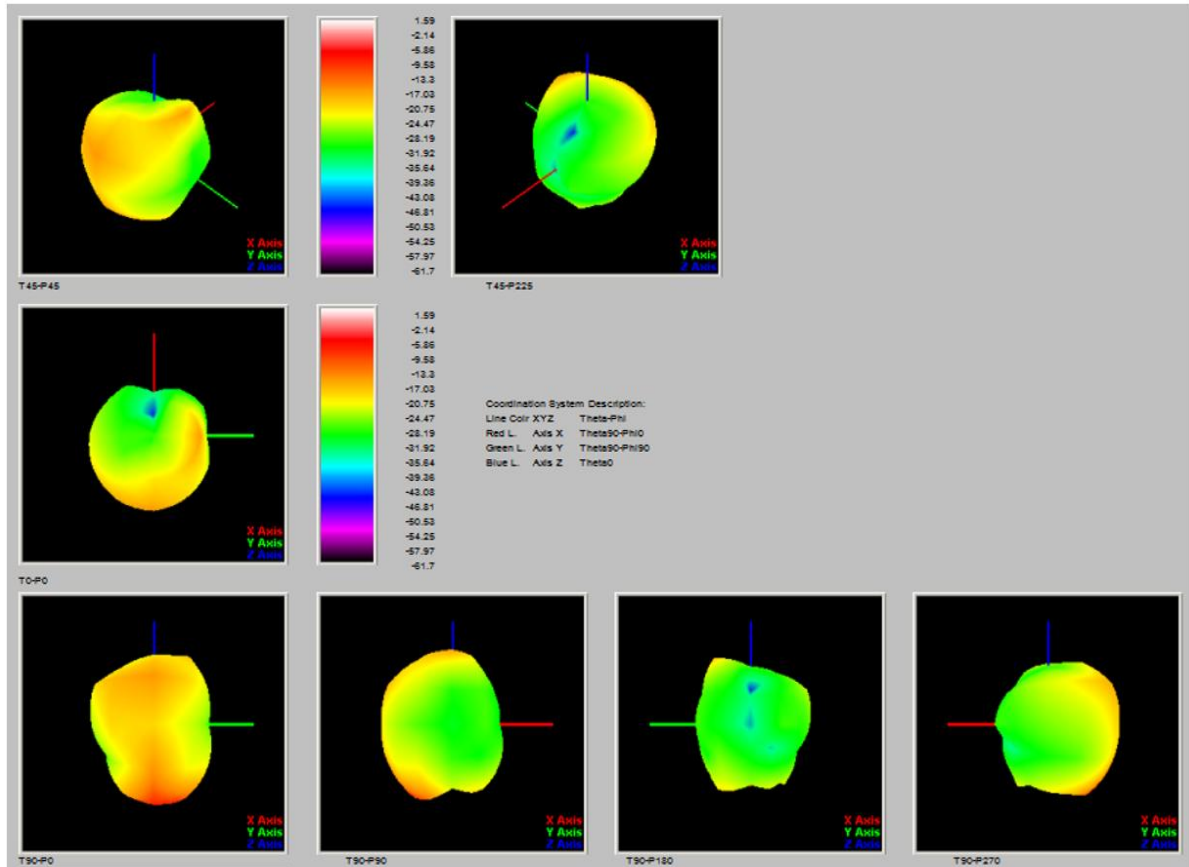 1.59
-2.14
-5.86
-9.58
-13.3
-17.03
-20.75
-24.47
-28.19
-31.92
-35.64
-39.36
-43.08
-46.81
-50.53
-54.25
-57.97
-61.7
X Axis
Y Axis
Z Axis
X Axis
Y Axis
Z Axis
T45-P45
T45-P225
1.59
-2.14
-5.86
-9.58
-13.3
-17.03
-20.75
-24.47
-28.19
-31.92
-35.64
-39.36
-43.08
-46.81
-50.53
-54.25
-57.97
-61.7
Coordination System Description:
Line Colr XYZ Theta-Phi
Red L. Axis X Theta90-Phi0
Green L. Axis Y Theta90-Phi90
Blue L. Axis Z Theta0
X Axis
Y Axis
Z Axis
T0-P0
X Axis
Y Axis
Z Axis
X Axis
Y Axis
Z Axis
X Axis
Y Axis
Z Axis
X Axis
Y Axis
Z Axis
T90-P0
T90-P90
T90-P180
T90-P270